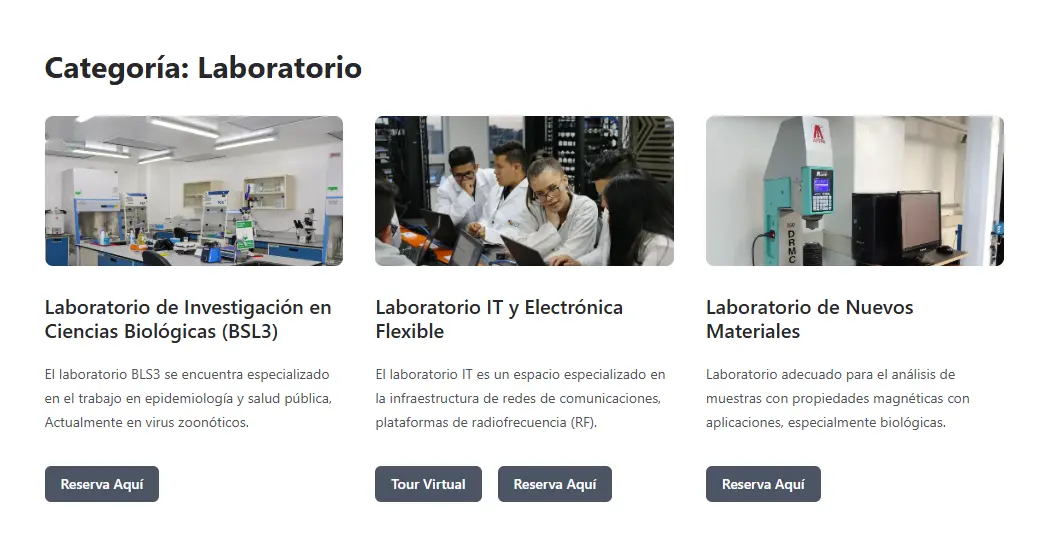 Categoría: Laboratorio
DRMC
Laboratorio de Investigación en
Ciencias Biológicas (BSL3)
El laboratorio BLS3 se encuentra especializado
en el trabajo en epidemiología y salud pública,
Actualmente en virus zoonóticos.
Reserva Aquí
Laboratorio IT y Electrónica
Flexible
El laboratorio IT es un espacio especializado en
la infraestructura de redes de comunicaciones,
plataformas de radiofrecuencia (RF).
Tour Virtual
Reserva Aquí
Laboratorio de Nuevos
Materiales
Laboratorio adecuado para el análisis de
muestras con propiedades magnéticas con
aplicaciones, especialmente biológicas.
Reserva Aquí